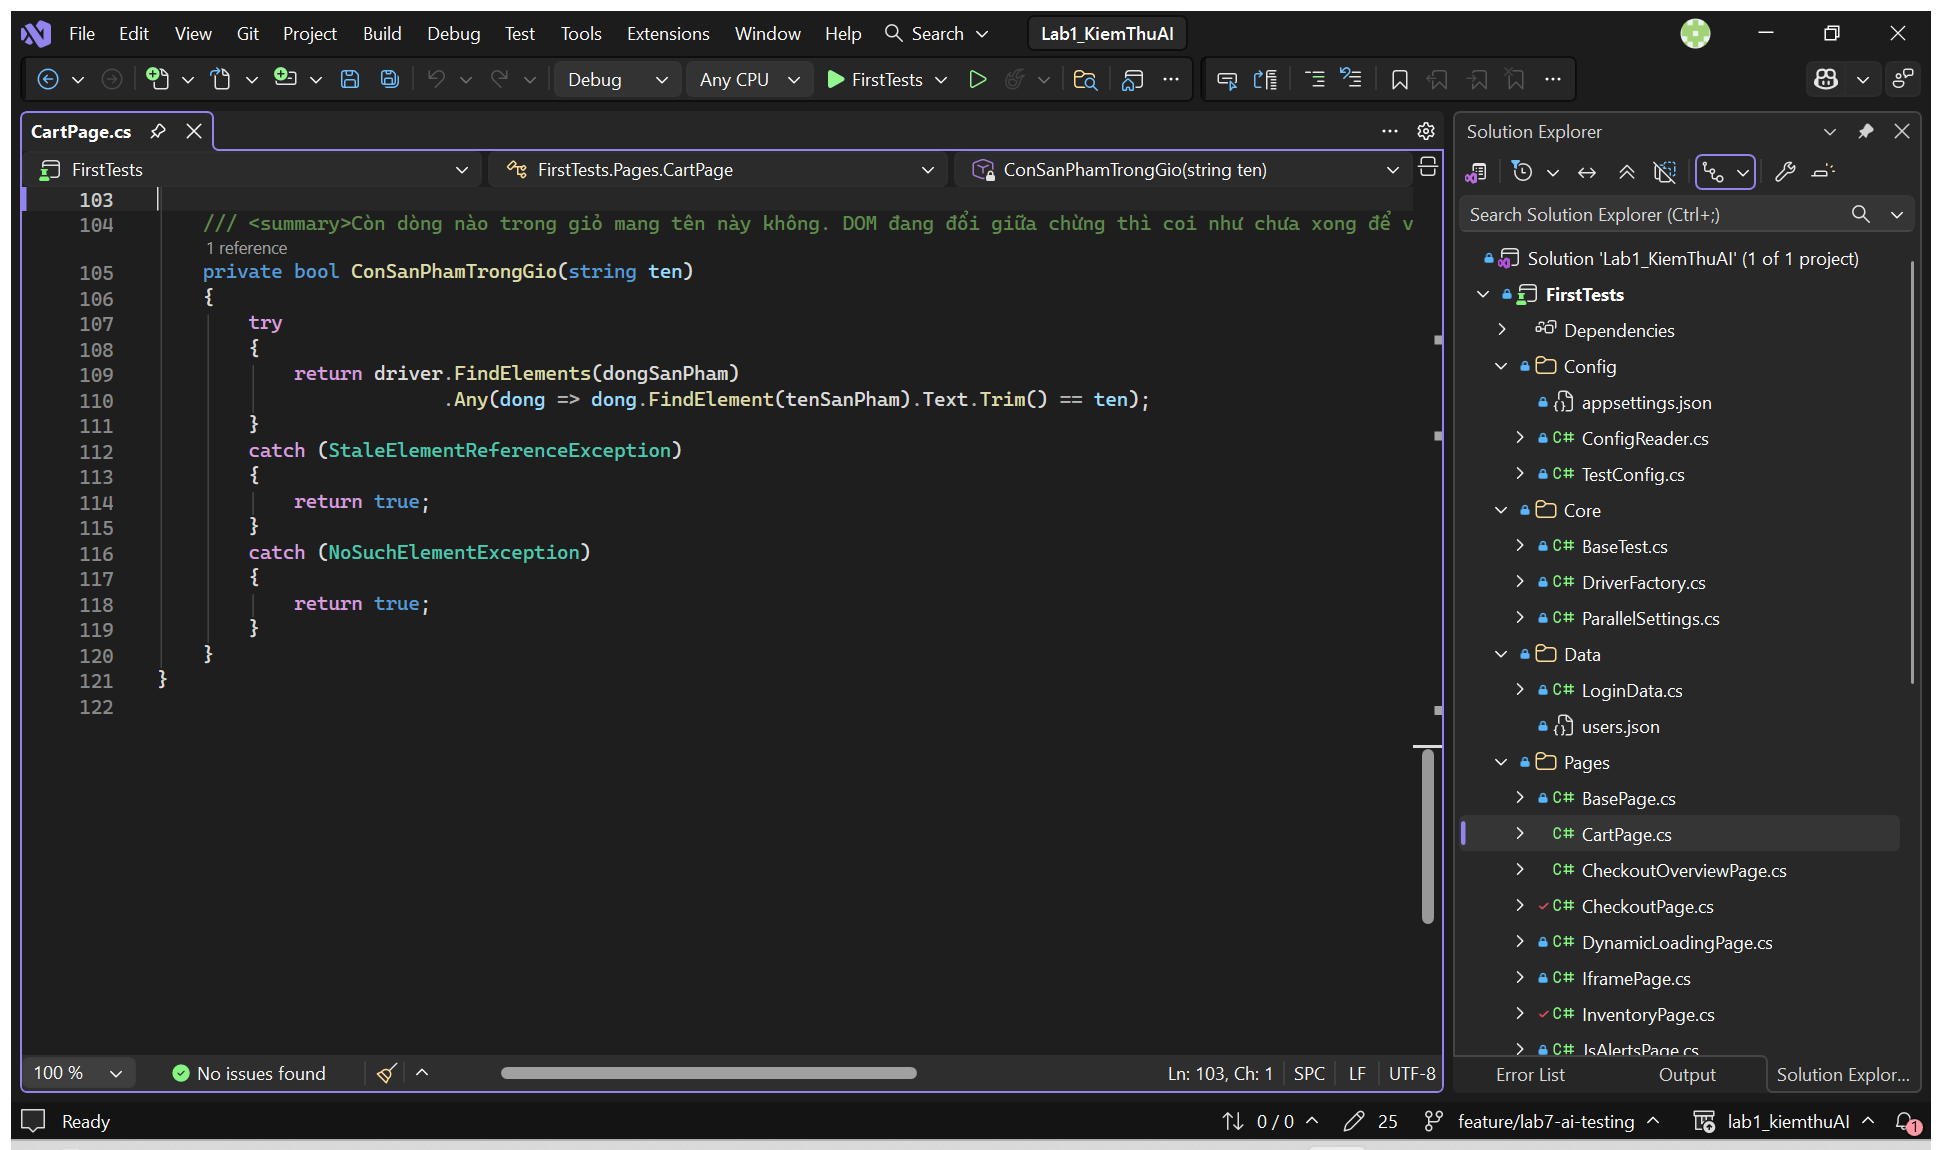 File Edit View Git Project Build Debug Test Tools Extensions Window Help Search Lab1_KiemThuAI
Debug Any CPU FirstTests
CartPage.cs
FirstTests FirstTests.Pages.CartPage ConSanPhamTrongGio(string ten)
103
104 /// <summary>Còn dòng nào trong giỏ mang tên này không. DOM đang đổi giữa chừng thì coi như chưa xong để v
1 reference
105 private bool ConSanPhamTrongGio(string ten)
106 {
107 try
108 {
109 return driver.FindElements(dongSanPham)
110 .Any(dong => dong.FindElement(tenSanPham).Text.Trim() == ten);
111 }
112 catch (StaleElementReferenceException)
113 {
114 return true;
115 }
116 catch (NoSuchElementException)
117 {
118 return true;
119 }
120 }
121 }
122
100 % No issues found Ln: 103, Ch: 1 SPC LF UTF-8
Solution Explorer
Search Solution Explorer (Ctrl+;)
Solution 'Lab1_KiemThuAI' (1 of 1 project)
FirstTests
Dependencies
Config
appsettings.json
C# ConfigReader.cs
C# TestConfig.cs
Core
C# BaseTest.cs
C# DriverFactory.cs
C# ParallelSettings.cs
Data
C# LoginData.cs
users.json
Pages
C# BasePage.cs
C# CartPage.cs
C# CheckoutOverviewPage.cs
C# CheckoutPage.cs
C# DynamicLoadingPage.cs
C# IframePage.cs
C# InventoryPage.cs
C# JsAlertsPage.cs
Error List Output Solution Explor...
Ready 0 / 0 25 feature/lab7-ai-testing lab1_kiemthuAI 1